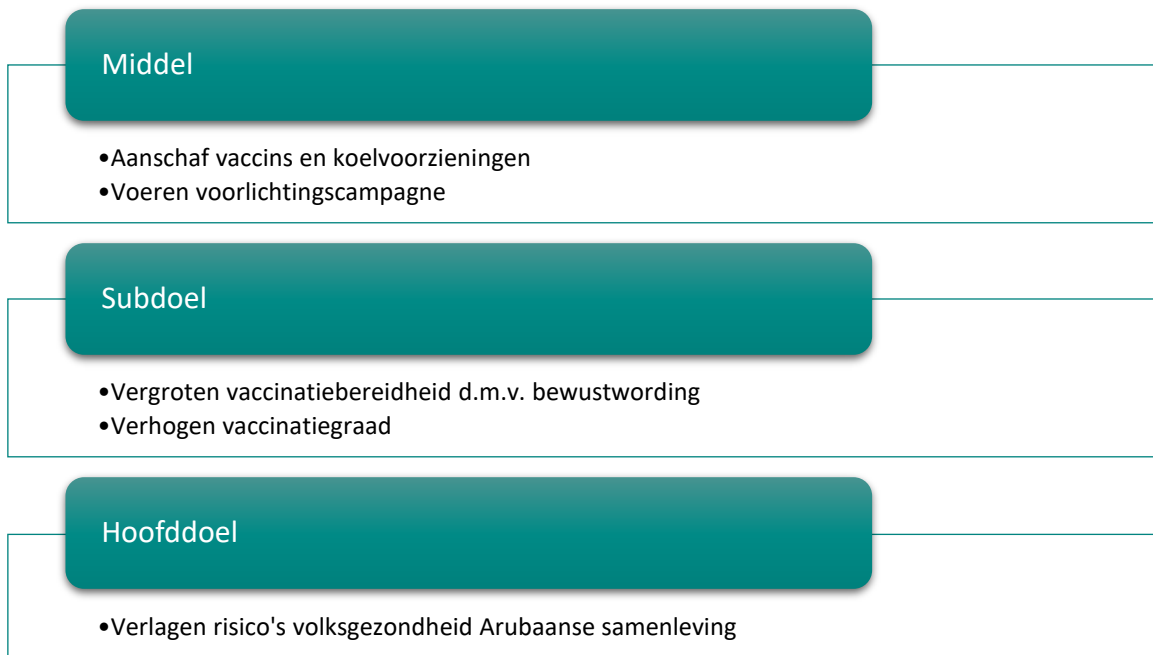 Middel
•Aanschaf vaccins en koelvoorzieningen
•Voeren voorlichtingscampagne
Subdoel
•Vergroten vaccinatiebereidheid d.m.v. bewustwording
•Verhogen vaccinatiegraad
Hoofddoel
•Verlagen risico's volksgezondheid Arubaanse samenleving